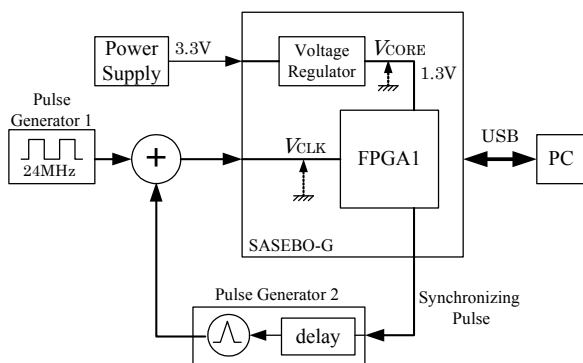 Power
Supply
3.3V
Voltage
Regulator
VCORE
1.3V
Pulse
Generator 1
24MHz
+
VCLK
FPGA1
USB
PC
SASEBO-G
Pulse Generator 2
delay
Synchronizing
Pulse